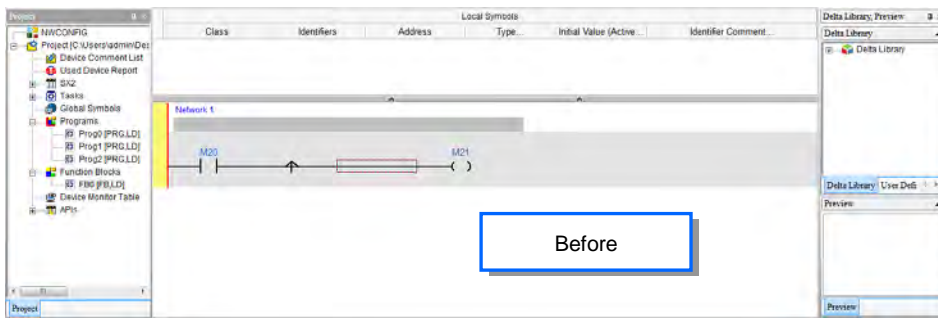 Project
NWCONFIG
Project [C:\Users\admin\Des
Device Comment List
Used Device Report
SX2
Tasks
Global Symbols
Programs
Prog0 [PRG,LD]
Prog1 [PRG,LD]
Prog2 [PRG,LD]
Function Blocks
FB0 [FB,LD]
Device Monitor Table
APIs
Project
Local Symbols
Class Identifiers Address Type... Initial Value (Active... Identifier Comment...
Network 1
M20 M21
Before
Delta Library, Preview
Delta Library
Delta Library
Delta Library User Defi
Preview
Preview